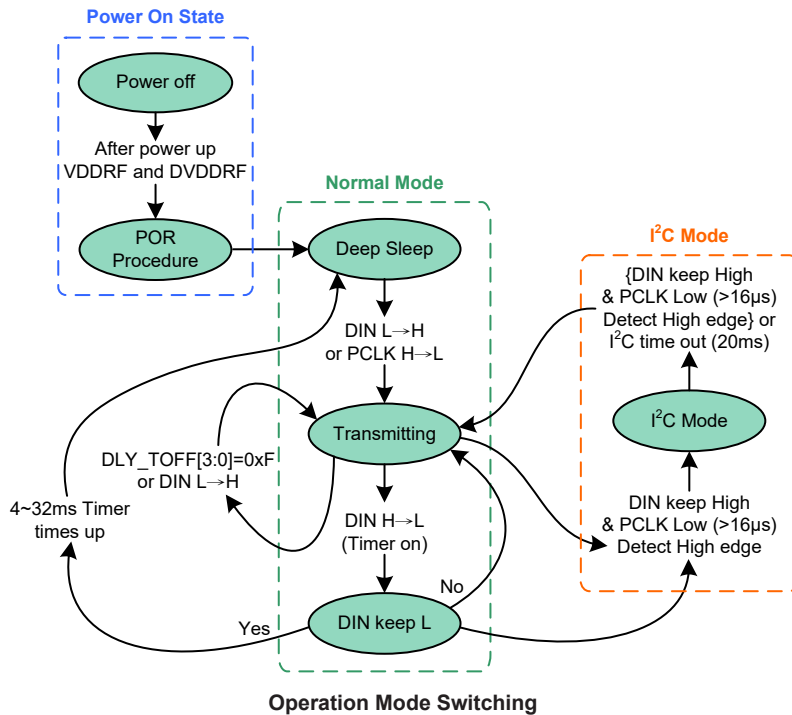 Power On State
Power off
After power up
VDDRF and DVDDRF
POR
Procedure
Normal Mode
Deep Sleep
DIN L→H
or PCLK H→L
Transmitting
DLY_TOFF[3:0]=0xF
or DIN L→H
4~32ms Timer
times up
DIN H→L
(Timer on)
No
Yes
DIN keep L
I²C Mode
{DIN keep High
& PCLK Low (>16µs)
Detect High edge} or
I²C time out (20ms)
I²C Mode
DIN keep High
& PCLK Low (>16µs)
Detect High edge
Operation Mode Switching